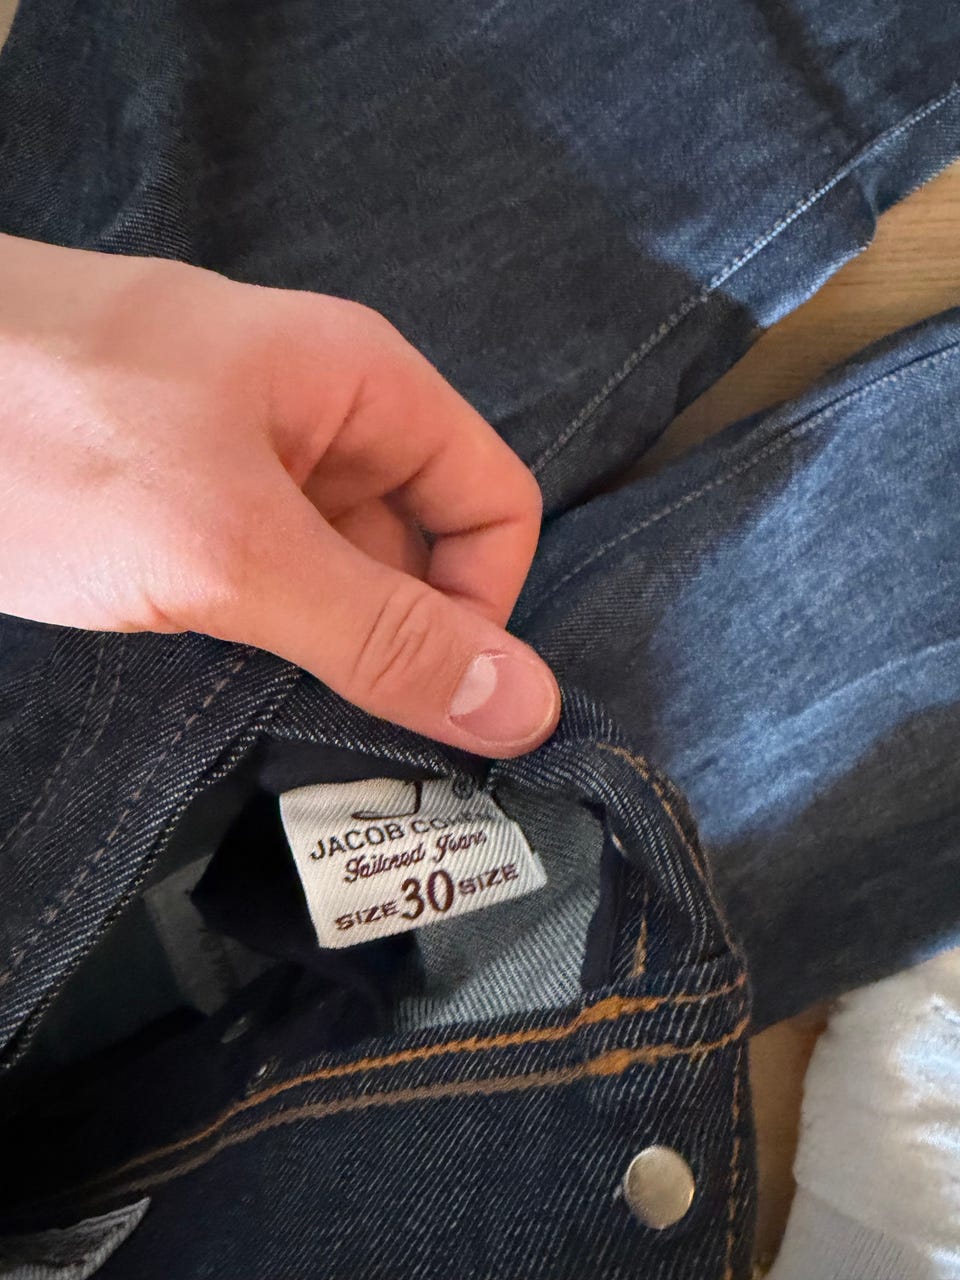 ®
JACOB
Tailored Jeans
SIZE 30 SIZE